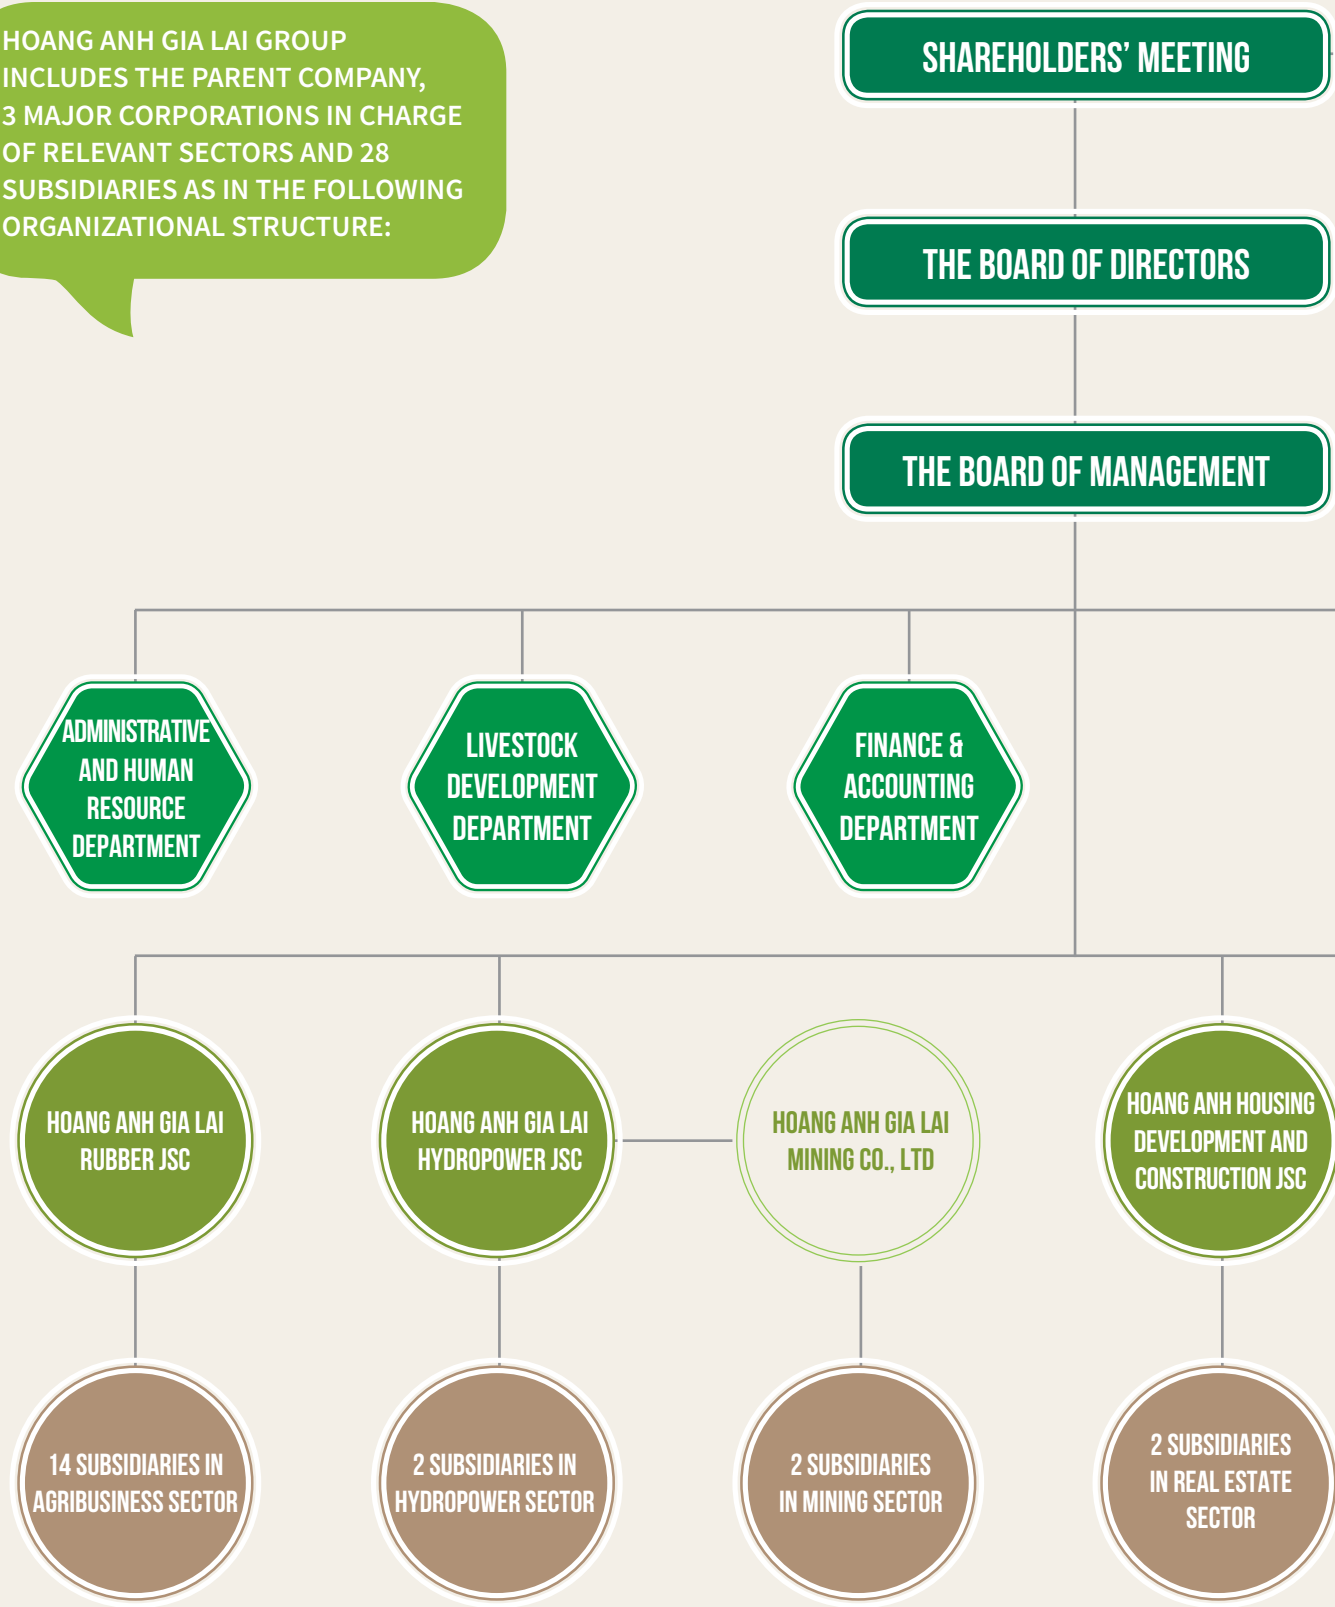 HOANG ANH GIA LAI GROUP
INCLUDES THE PARENT COMPANY,
3 MAJOR CORPORATIONS IN CHARGE
OF RELEVANT SECTORS AND 28
SUBSIDIARIES AS IN THE FOLLOWING
ORGANIZATIONAL STRUCTURE:
SHAREHOLDERS' MEETING
THE BOARD OF DIRECTORS
THE BOARD OF MANAGEMENT
ADMINISTRATIVE
AND HUMAN
RESOURCE
DEPARTMENT
LIVESTOCK
DEVELOPMENT
DEPARTMENT
FINANCE &
ACCOUNTING
DEPARTMENT
HOANG ANH GIA LAI
RUBBER JSC
HOANG ANH GIA LAI
HYDROPOWER JSC
HOANG ANH GIA LAI
MINING CO., LTD
HOANG ANH HOUSING
DEVELOPMENT AND
CONSTRUCTION JSC
14 SUBSIDIARIES IN
AGRIBUSINESS SECTOR
2 SUBSIDIARIES IN
HYDROPOWER SECTOR
2 SUBSIDIARIES
IN MINING SECTOR
2 SUBSIDIARIES
IN REAL ESTATE
SECTOR